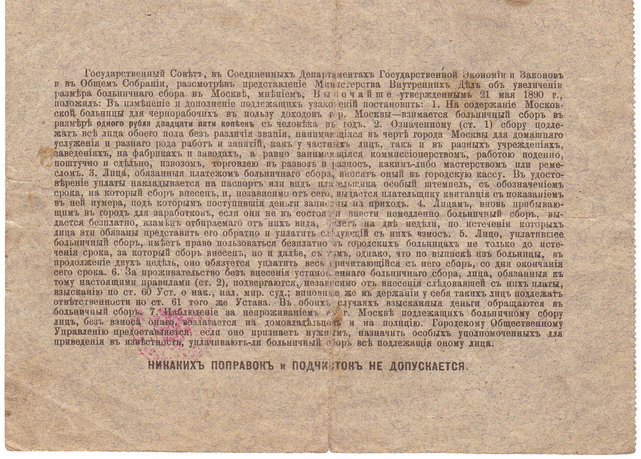 Государственный Совѣтъ, въ Соединенныхъ Департаментахъ Государственной Экономіи и Законовъ
и въ Общемъ Собраніи, разсмотрѣвъ представленіе Министерства Внутреннихъ Дѣлъ объ увеличеніи
размѣра больничнаго сбора въ Москвѣ, мнѣніемъ, Высочайше утвержденнымъ 21 мая 1890 г.,
положилъ: Въ измѣненіе и дополненіе подлежащихъ узаконеній постановить: 1. На содержаніе Москов-
ской больницы для чернорабочихъ въ пользу доходовъ гор. Москвы—взимается больничный сборъ въ
размѣрѣ одного рубля двадцати пяти копѣекъ съ человѣка въ годъ. 2. Означенному (ст. 1) сбору подле-
жатъ всѣ лица обоего пола безъ различія званія, нанимающіяся въ чертѣ города Москвы для домашняго
услуженія и разнаго рода работъ и занятій, какъ у частныхъ лицъ, такъ и въ разныхъ учрежденіяхъ,
заведеніяхъ, на фабрикахъ и заводахъ, а равно занимающіяся комиссіонерствомъ, работою поденно,
поштучно и сдѣльно, извозомъ, торговлею въ развозъ и разносъ, какимъ-либо мастерствомъ или реме-
сломъ. 3. Лица, обязанныя платежомъ больничнаго сбора, вносятъ оный въ городскую кассу. Въ удосто-
вѣреніе уплаты накладывается на паспортъ или видъ плательщика особый штемпель, съ обозначеніемъ
срока, на который сборъ внесенъ, и, независимо отъ сего, выдается плательщику квитанція съ показаніемъ
въ ней нумера, подъ которымъ поступившія деньги записаны на приходъ. 4. Лицамъ, вновь прибываю-
щимъ въ городъ для заработковъ, если они не въ состояніи внести немедленно больничный сборъ, вы-
дается безплатно, взамѣнъ отбираемаго отъ нихъ вида, билетъ на двѣ недѣли, по истеченіи которыхъ
лица эти обязаны представить его обратно и уплатить слѣдующій съ нихъ взносъ. 5. Лицо, уплатившее
больничный сборъ, имѣетъ право пользоваться безплатно въ городскихъ больницахъ не только до исте-
ченія срока, за который сборъ внесенъ, но и далѣе, съ тѣмъ, однако, что по выпискѣ изъ больницы, въ
продолженіе двухъ недѣль, оно обязуется уплатить весь причитающійся съ него сборъ, со дня окончанія
сего срока. 6. За проживательство безъ внесенія установленнаго больничнаго сбора, лица, обязанныя къ
тому настоящими правилами (ст. 2), подвергаются, независимо отъ внесенія слѣдовавшей съ нихъ платы,
взысканію по ст. 60 Уст. о нак., нал. мир. суд.; виновные же въ держаніи у себя такихъ лицъ подлежатъ
отвѣтственности по ст. 61 того же Устава. Въ обоихъ случаяхъ взысканныя деньги обращаются въ
больничный сборъ. 7. Наблюденіе за непроживаніемъ въ г. Москвѣ подлежащихъ больничному сбору
лицъ, безъ взноса онаго, возлагается на домовладѣльцевъ и на полицію. Городскому Общественному
Управленію предоставляется, если оно признаетъ нужнымъ, назначить особыхъ уполномоченныхъ для
приведенія въ извѣстность, уплачивають-ли больничный сборъ всѣ подлежащія оному лица.
НИКАКИХЪ ПОПРАВОКЪ и ПОДЧИСТОКЪ НЕ ДОПУСКАЕТСЯ.